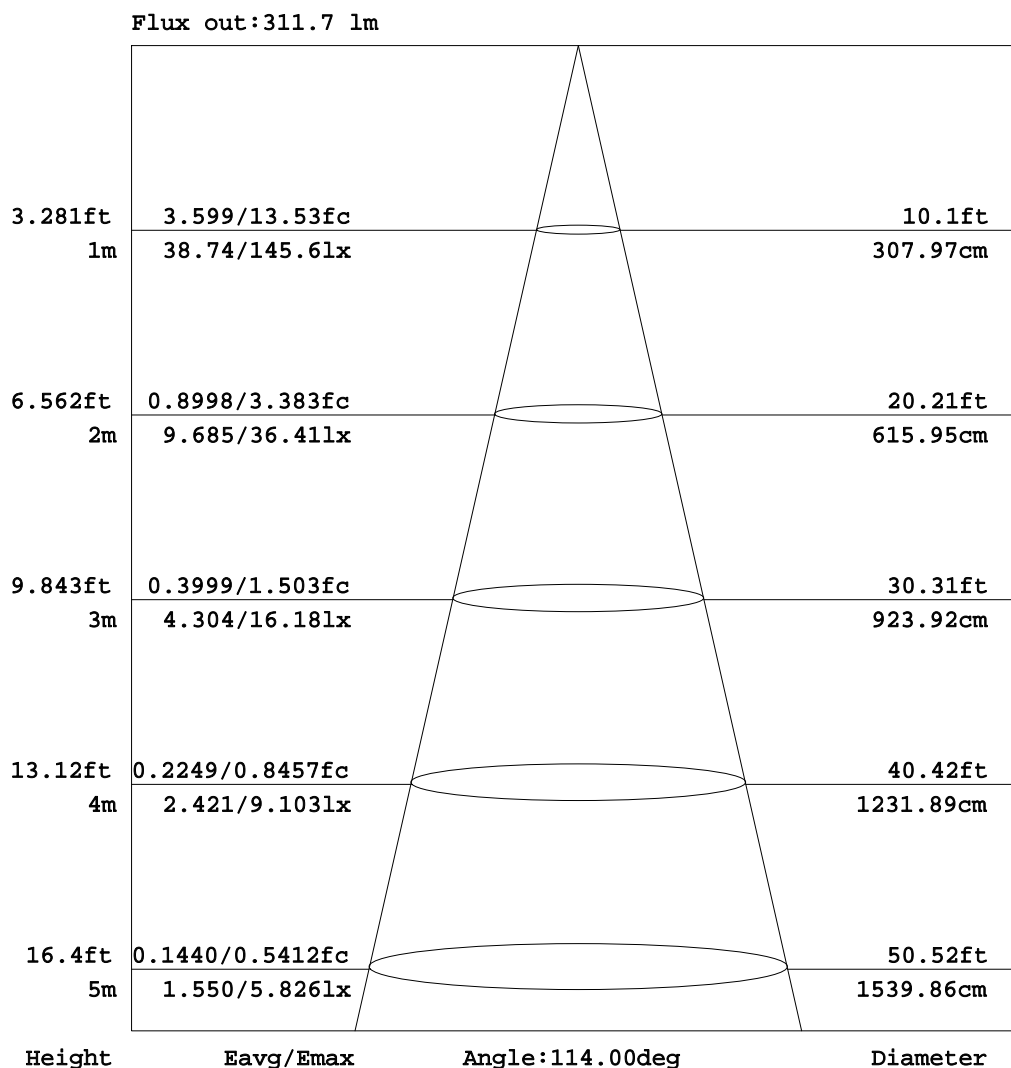 Flux out:311.7 lm
3.281ft 3.599/13.53fc 10.1ft
1m 38.74/145.6lx 307.97cm
6.562ft 0.8998/3.383fc 20.21ft
2m 9.685/36.41lx 615.95cm
9.843ft 0.3999/1.503fc 30.31ft
3m 4.304/16.18lx 923.92cm
13.12ft 0.2249/0.8457fc 40.42ft
4m 2.421/9.103lx 1231.89cm
16.4ft 0.1440/0.5412fc 50.52ft
5m 1.550/5.826lx 1539.86cm
Height Eavg/Emax Angle:114.00deg Diameter